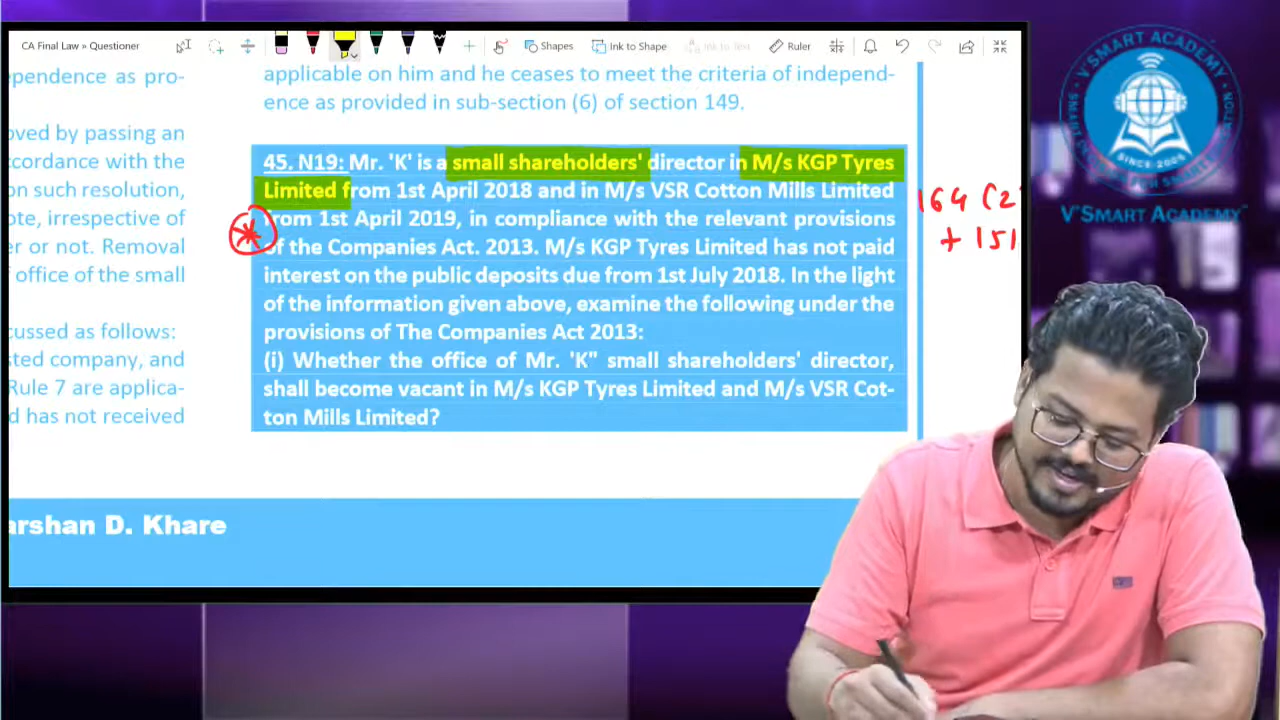 CA Final Law » Questioner
Shapes
Ink to Shape
Ink to Text
Ruler
pendence as pro-
oved by passing an
ccordance with the
on such resolution,
ote, irrespective of
er or not. Removal
office of the small
cussed as follows:
sted company, and
Rule 7 are applica-
d has not received
applicable on him and he ceases to meet the criteria of independ-
ence as provided in sub-section (6) of section 149.
45. N19: Mr. 'K' is a small shareholders' director in M/s KGP Tyres
Limited from 1st April 2018 and in M/s VSR Cotton Mills Limited
from 1st April 2019, in compliance with the relevant provisions
of the Companies Act. 2013. M/s KGP Tyres Limited has not paid
interest on the public deposits due from 1st July 2018. In the light
of the information given above, examine the following under the
provisions of The Companies Act 2013:
(i) Whether the office of Mr. 'K" small shareholders' director,
shall become vacant in M/s KGP Tyres Limited and M/s VSR Cot-
ton Mills Limited?
164 (2
+ 151
arshan D. Khare
V'SMART ACADEMY
SINCE-2006
V'Smart Academy